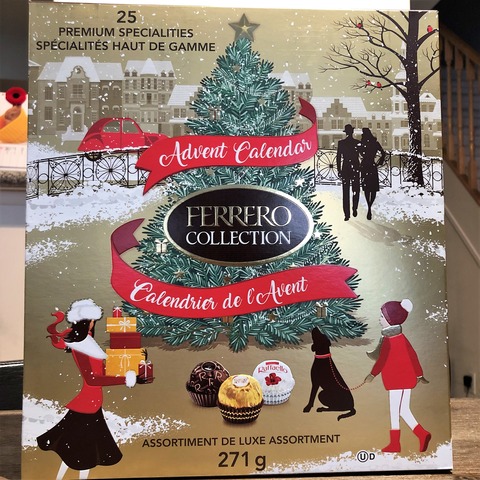 25
PREMIUM SPECIALITIES
SPÉCIALITÉS HAUT DE GAMME
Advent Calendar
FERRERO
COLLECTION
Calendrier de l'Avent
Raffaello
ASSORTIMENT DE LUXE ASSORTMENT
271 g
U D